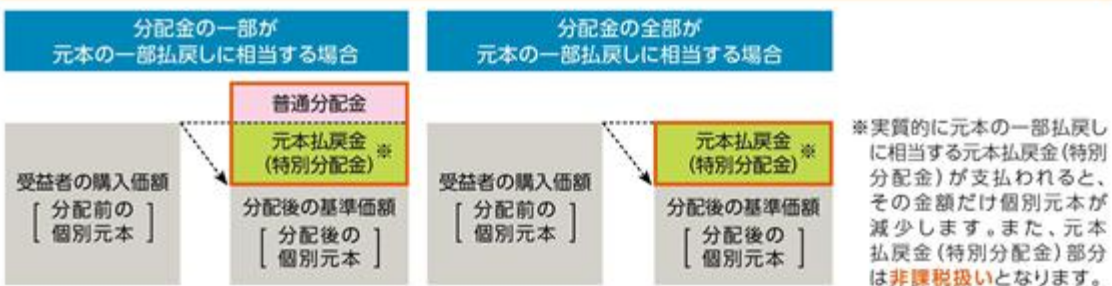 分配金の一部が
元本の一部払戻しに相当する場合
普通分配金
元本払戻金
(特別分配金)
※
受益者の購入価額
[ 分配前の
個別元本 ]
分配後の基準価額
[ 分配後の
個別元本 ]
分配金の全部が
元本の一部払戻しに相当する場合
元本払戻金
(特別分配金)
※
受益者の購入価額
[ 分配前の
個別元本 ]
分配後の基準価額
[ 分配後の
個別元本 ]
※実質的に元本の一部払戻し
に相当する元本払戻金(特別
分配金)が支払われると、
その金額だけ個別元本が
減少します。また、元本
払戻金(特別分配金)部分
は非課税扱いとなります。